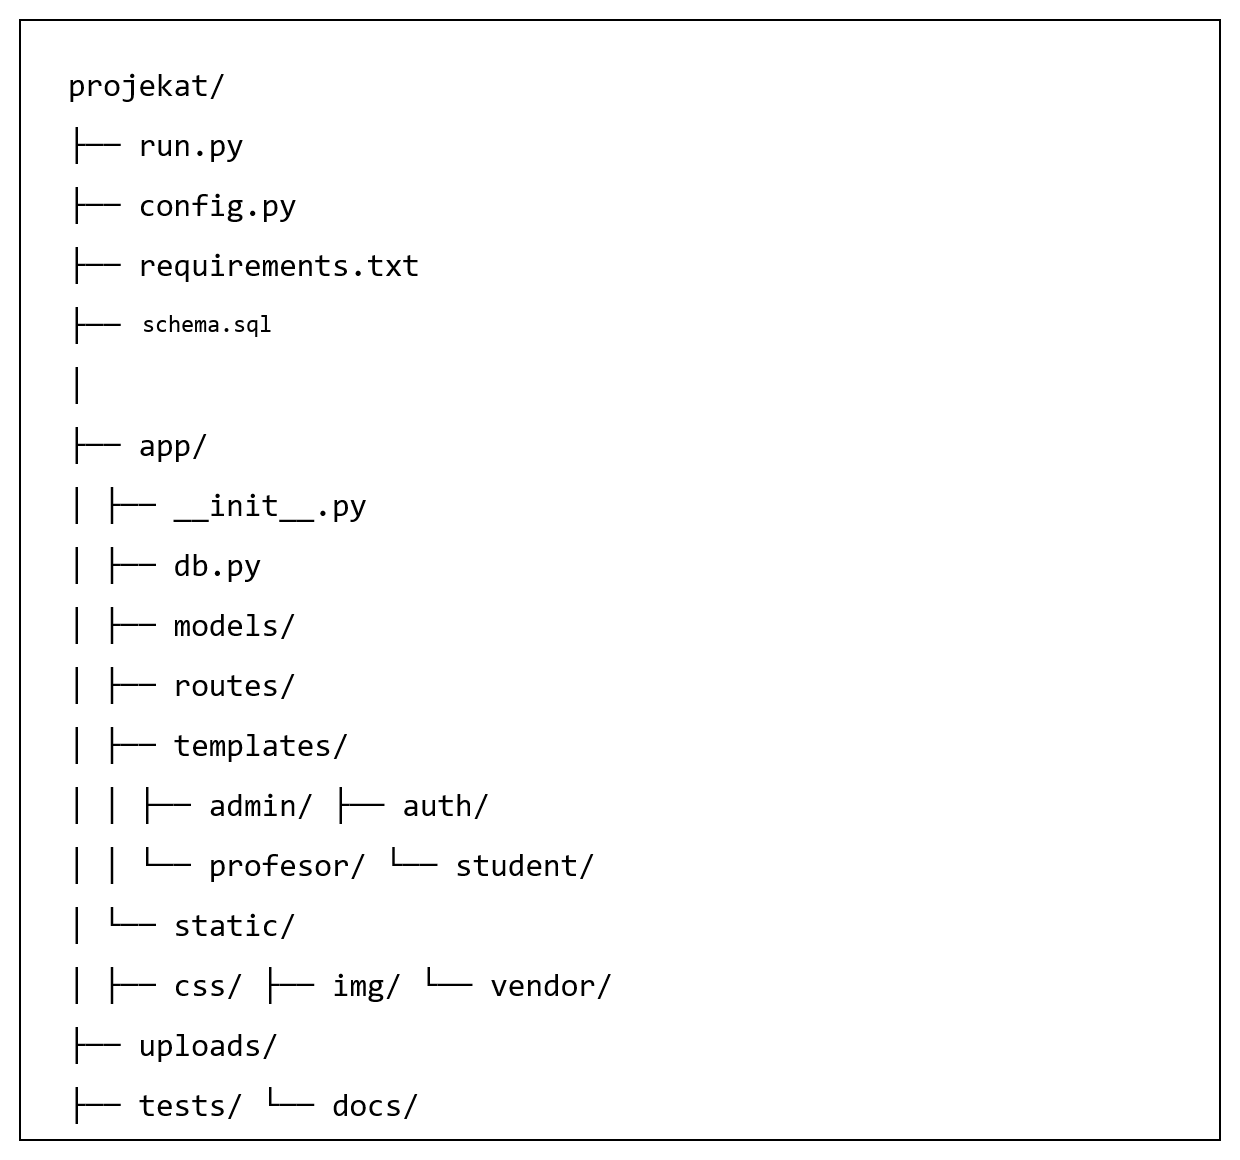 projekat/
├── run.py
├── config.py
├── requirements.txt
├── schema.sql
│
├── app/
│ ├── __init__.py
│ ├── db.py
│ ├── models/
│ ├── routes/
│ ├── templates/
│ │ ├── admin/ ├── auth/
│ │ └── profesor/ └── student/
│ └── static/
│ ├── css/ ├── img/ └── vendor/
├── uploads/
├── tests/ └── docs/